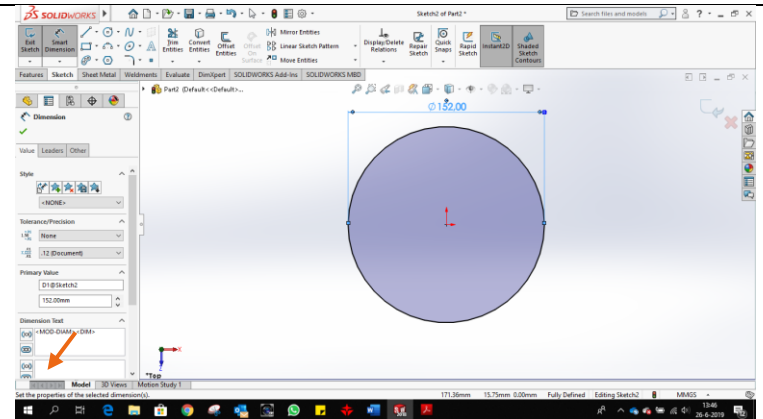 SOLIDWORKS
Sketch2 of Part2 *
Search files and models
Exit Sketch
Smart Dimension
Trim Entities
Convert Entities
Offset Entities
Offset On Surface
Mirror Entities
Linear Sketch Pattern
Move Entities
Display/Delete Relations
Repair Sketch
Quick Snaps
Rapid Sketch
Instant2D
Shaded Sketch Contours
Features Sketch Sheet Metal Weldments Evaluate DimXpert SOLIDWORKS Add-Ins SOLIDWORKS MBD
Part2 (Default<<Default>...
Dimension
Value Leaders Other
Style
<NONE>
Tolerance/Precision
None
.12 (Document)
Primary Value
D1@Sketch2
152.00mm
Dimension Text
<MOD-DIAM><DIM>
∅152,00
X
Z
*Top
Model 3D Views Motion Study 1
Set the properties of the selected dimension(s).
171.36mm 15.75mm 0.00mm Fully Defined Editing Sketch2 MMGS
13:46
26-6-2019